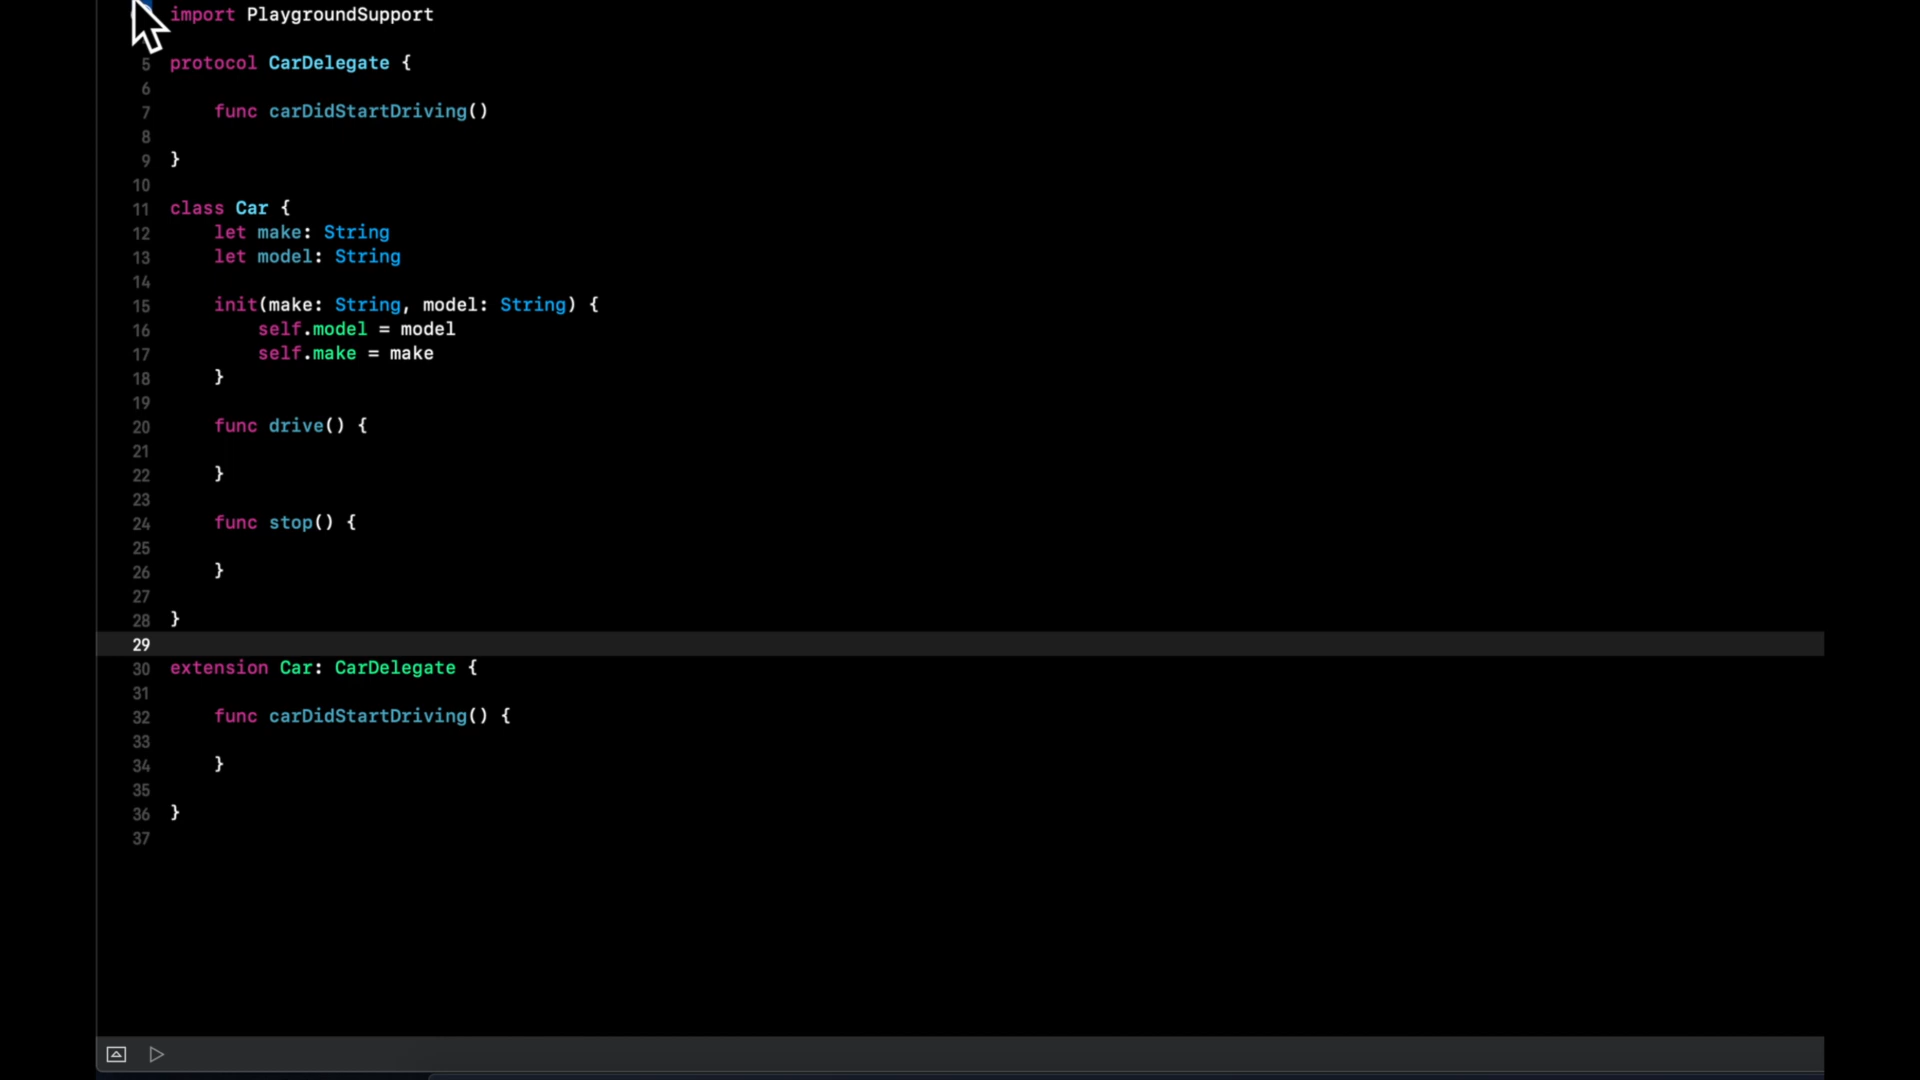 import PlaygroundSupport
5 protocol CarDelegate {
6
7 func carDidStartDriving()
8
9 }
10
11 class Car {
12 let make: String
13 let model: String
14
15 init(make: String, model: String) {
16 self.model = model
17 self.make = make
18 }
19
20 func drive() {
21
22 }
23
24 func stop() {
25
26 }
27
28 }
29
30 extension Car: CarDelegate {
31
32 func carDidStartDriving() {
33
34 }
35
36 }
37